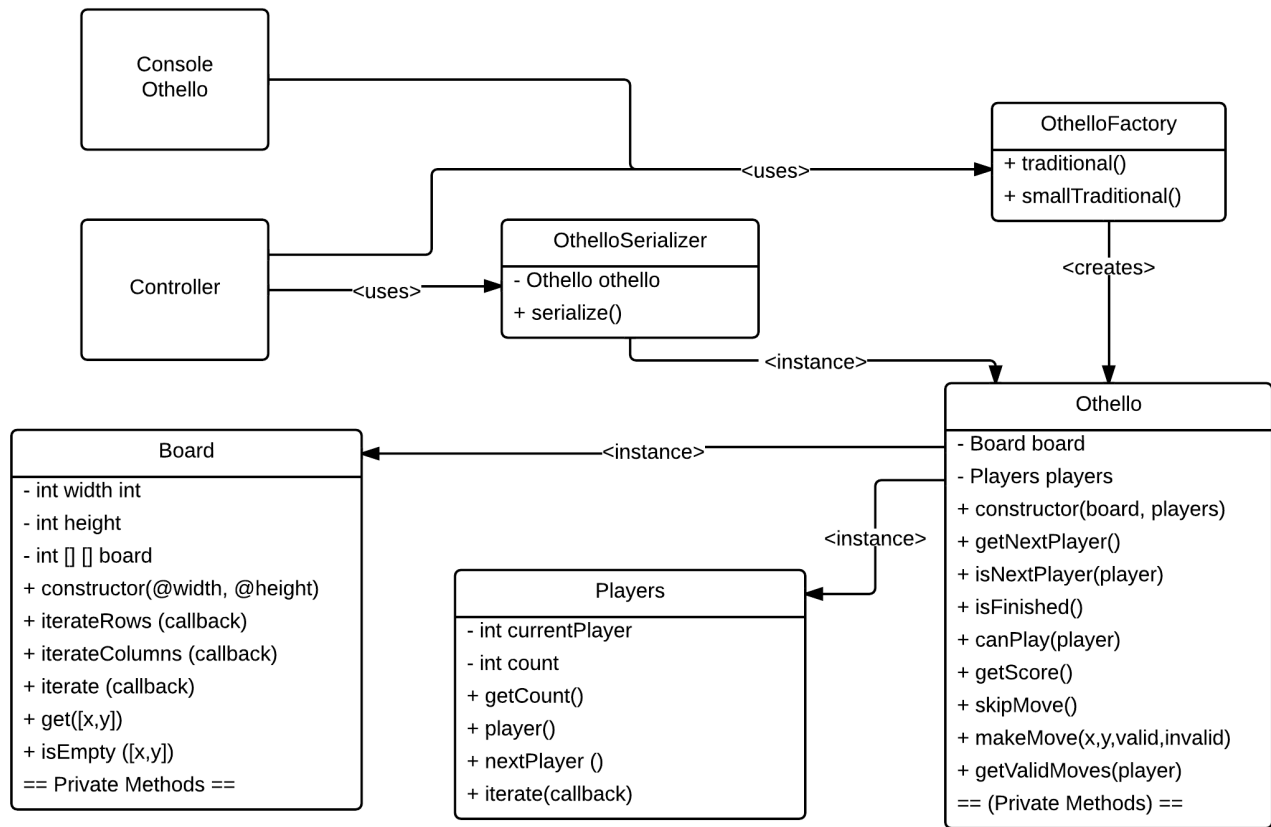 Console
Othello
OthelloFactory
+ traditional()
+ smallTraditional()
<uses>
Controller
OthelloSerializer
- Othello othello
+ serialize()
<uses>
<creates>
<instance>
Othello
- Board board
- Players players
+ constructor(board, players)
+ getNextPlayer()
+ isNextPlayer(player)
+ isFinished()
+ canPlay(player)
+ getScore()
+ skipMove()
+ makeMove(x,y,valid,invalid)
+ getValidMoves(player)
== (Private Methods) ==
<instance>
Board
- int width int
- int height
- int [] [] board
+ constructor(@width, @height)
+ iterateRows (callback)
+ iterateColumns (callback)
+ iterate (callback)
+ get([x,y])
+ isEmpty ([x,y])
== Private Methods ==
<instance>
Players
- int currentPlayer
- int count
+ getCount()
+ player()
+ nextPlayer ()
+ iterate(callback)